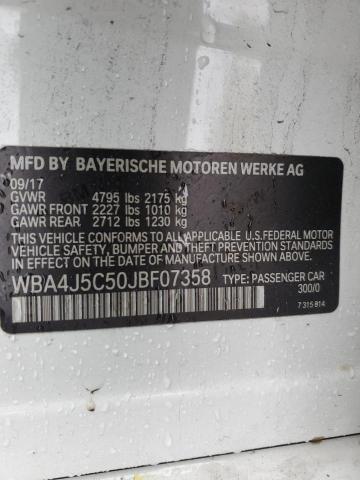 MFD BY BAYERISCHE MOTOREN WERKE AG
09/17
GVWR 4795 lbs 2175 kg
GAWR FRONT 2227 lbs 1010 kg
GAWR REAR 2712 lbs 1230 kg
THIS VEHICLE CONFORMS TO ALL APPLICABLE U.S.FEDERAL MOTOR
VEHICLE SAFETY, BUMPER AND THEFT PREVENTION STANDARDS
IN EFFECT ON THE DATE OF MANUFACTURE SHOWN ABOVE.
WBA4J5C50JBF07358 TYPE: PASSENGER CAR
300/0
7 315 814